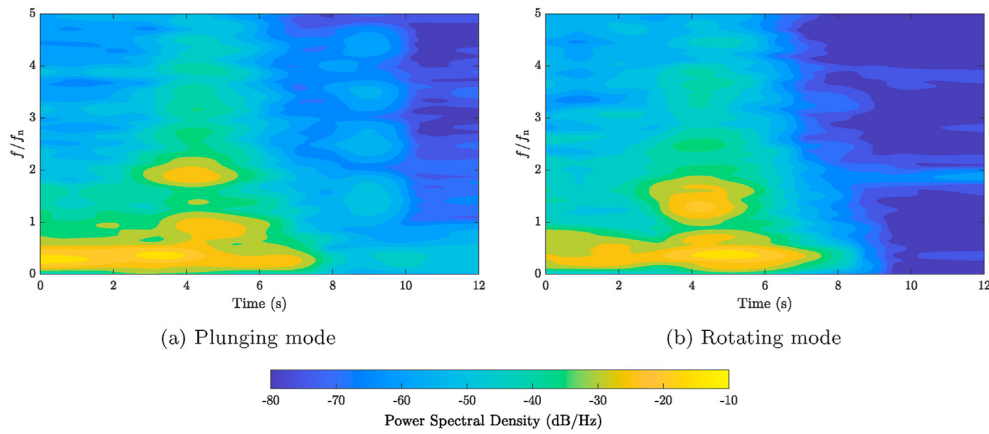 5
4
3
2
1
0
f/fn
0 2 4 6 8 10 12
Time (s)
(a) Plunging mode
5
4
3
2
1
0
f/fn
0 2 4 6 8 10 12
Time (s)
(b) Rotating mode
-80 -70 -60 -50 -40 -30 -20 -10
Power Spectral Density (dB/Hz)